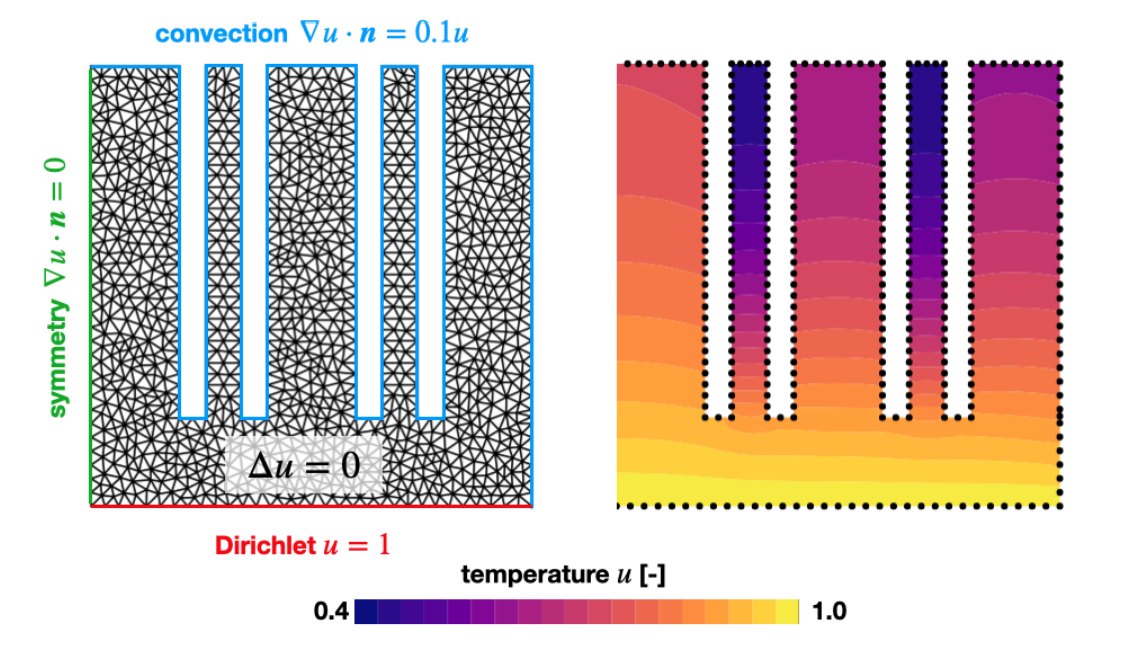 convection ∇u · n = 0.1u
symmetry ∇u · n = 0
Δu = 0
Dirichlet u = 1
temperature u [-]
0.4
1.0